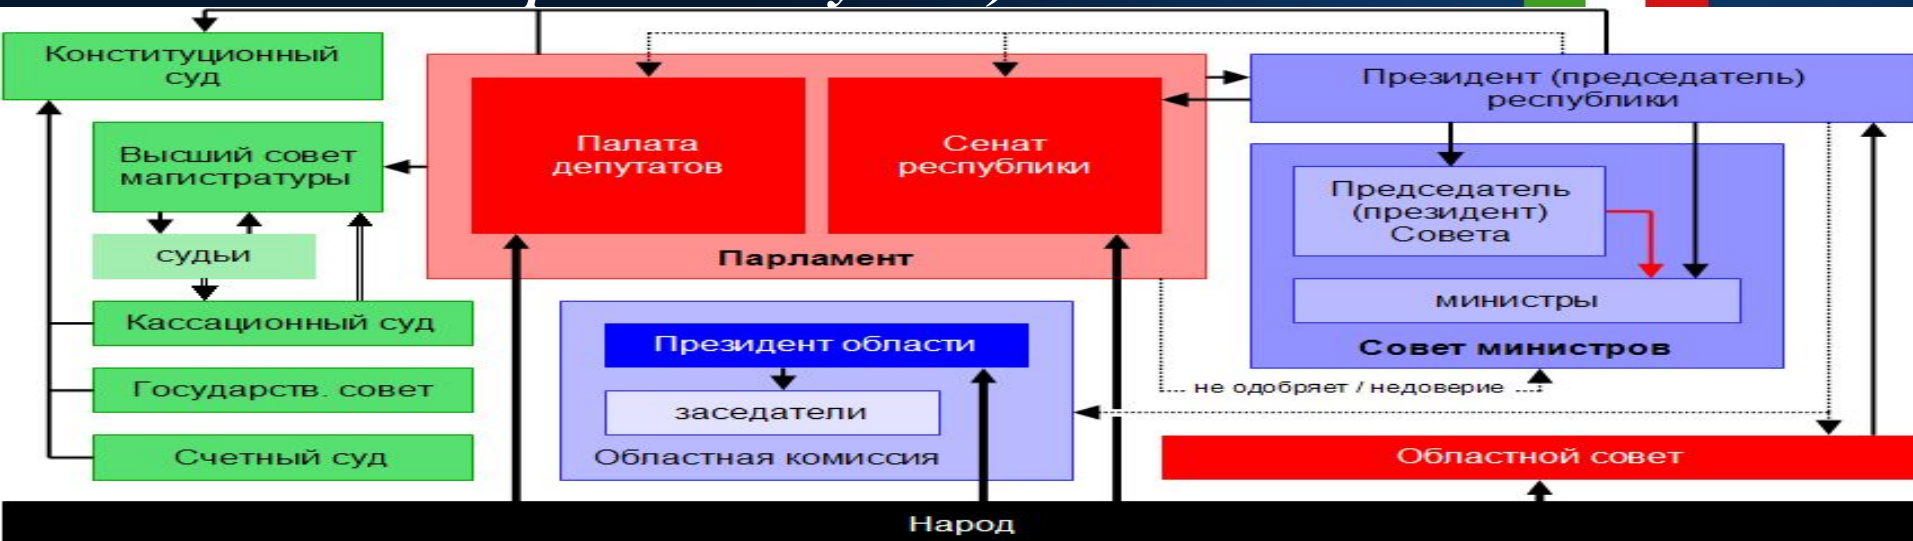 Конституционный
суд
Высший совет
магистратуры
судьи
Кассационный суд
Государств. совет
Счетный суд
Палата
депутатов
Сенат
республики
Парламент
Президент области
заседатели
Областная комиссия
Президент (председатель)
республики
Председатель
(президент)
Совета
министры
Совет министров
не одобряет / недоверие
Областной совет
Народ